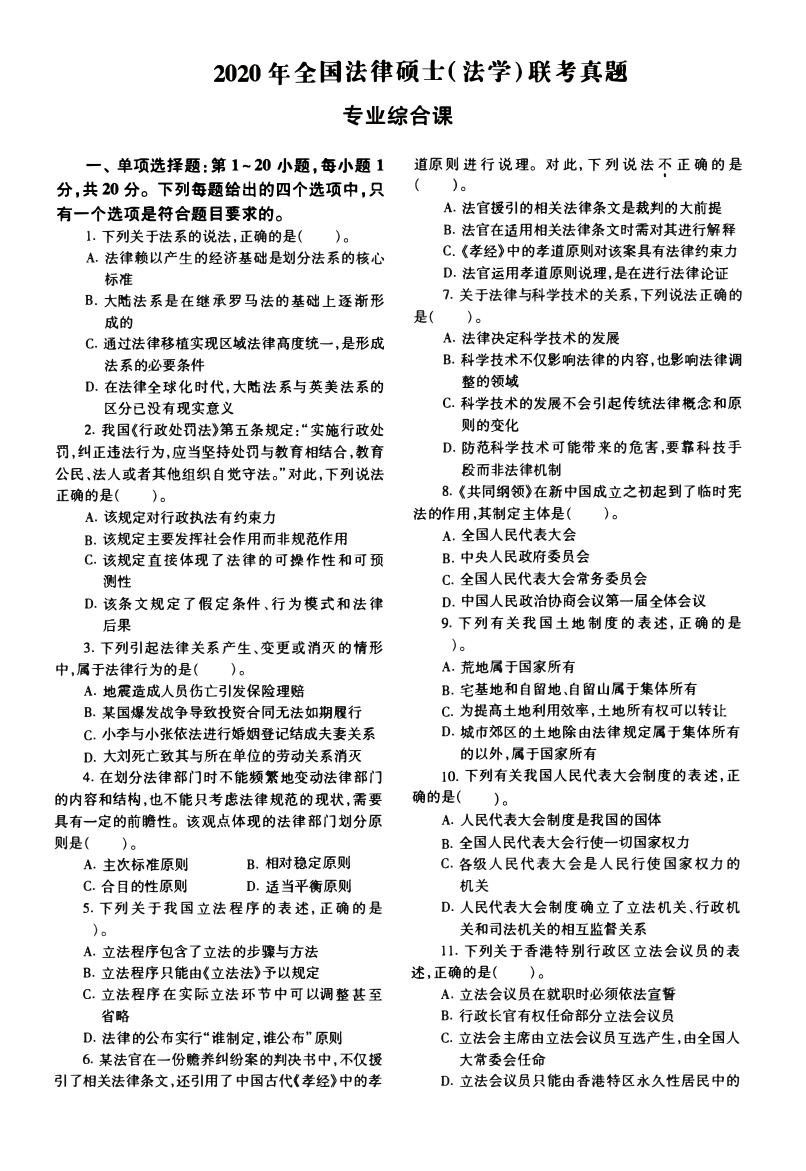 2020 年全国法律硕士(法学)联考真题
专业综合课
一、单项选择题:第 1~20 小题,每小题 1
分,共 20 分。下列每题给出的四个选项中,只
有一个选项是符合题目要求的。
1. 下列关于法系的说法,正确的是(　　)。
A. 法律赖以产生的经济基础是划分法系的核心
标准
B. 大陆法系是在继承罗马法的基础上逐渐形
成的
C. 通过法律移植实现区域法律高度统一,是形成
法系的必要条件
D. 在法律全球化时代,大陆法系与英美法系的
区分已没有现实意义
2. 我国《行政处罚法》第五条规定:“实施行政处
罚,纠正违法行为,应当坚持处罚与教育相结合,教育
公民、法人或者其他组织自觉守法。”对此,下列说法
正确的是(　　)。
A. 该规定对行政执法有约束力
B. 该规定主要发挥社会作用而非规范作用
C. 该规定直接体现了法律的可操作性和可预
测性
D. 该条文规定了假定条件、行为模式和法律
后果
3. 下列引起法律关系产生、变更或消灭的情形
中,属于法律行为的是(　　)。
A. 地震造成人员伤亡引发保险理赔
B. 某国爆发战争导致投资合同无法如期履行
C. 小李与小张依法进行婚姻登记结成夫妻关系
D. 大刘死亡致其与所在单位的劳动关系消灭
4. 在划分法律部门时不能频繁地变动法律部门
的内容和结构,也不能只考虑法律规范的现状,需要
具有一定的前瞻性。该观点体现的法律部门划分原
则是(　　)。
A. 主次标准原则　　B. 相对稳定原则
C. 合目的性原则　　D. 适当平衡原则
5. 下列关于我国立法程序的表述,正确的是
　　)。
A. 立法程序包含了立法的步骤与方法
B. 立法程序只能由《立法法》予以规定
C. 立法程序在实际立法环节中可以调整甚至
省略
D. 法律的公布实行“谁制定,谁公布”原则
6. 某法官在一份赡养纠纷案的判决书中,不仅援
引了相关法律条文,还引用了中国古代《孝经》中的孝
道原则进行说理。对此,下列说法不正确的是
(　　)。
A. 法官援引的相关法律条文是裁判的大前提
B. 法官在适用相关法律条文时需对其进行解释
C.《孝经》中的孝道原则对该案具有法律约束力
D. 法官运用孝道原则说理,是在进行法律论证
7. 关于法律与科学技术的关系,下列说法正确的
是(　　)。
A. 法律决定科学技术的发展
B. 科学技术不仅影响法律的内容,也影响法律调
整的领域
C. 科学技术的发展不会引起传统法律概念和原
则的变化
D. 防范科学技术可能带来的危害,要靠科技手
段而非法律机制
8.《共同纲领》在新中国成立之初起到了临时宪
法的作用,其制定主体是(　　)。
A. 全国人民代表大会
B. 中央人民政府委员会
C. 全国人民代表大会常务委员会
D. 中国人民政治协商会议第一届全体会议
9. 下列有关我国土地制度的表述,正确的是
　　)。
A. 荒地属于国家所有
B. 宅基地和自留地、自留山属于集体所有
C. 为提高土地利用效率,土地所有权可以转让
D. 城市郊区的土地除由法律规定属于集体所有
的以外,属于国家所有
10. 下列有关我国人民代表大会制度的表述,正
确的是(　　)。
A. 人民代表大会制度是我国的国体
B. 全国人民代表大会行使一切国家权力
C. 各级人民代表大会是人民行使国家权力的
机关
D. 人民代表大会制度确立了立法机关、行政机
关和司法机关的相互监督关系
11. 下列关于香港特别行政区立法会议员的表
述,正确的是(　　)。
A. 立法会议员在就职时必须依法宣誓
B. 行政长官有权任命部分立法会议员
C. 立法会主席由立法会议员互选产生,由全国人
大常委会任命
D. 立法会议员只能由香港特区永久性居民中的